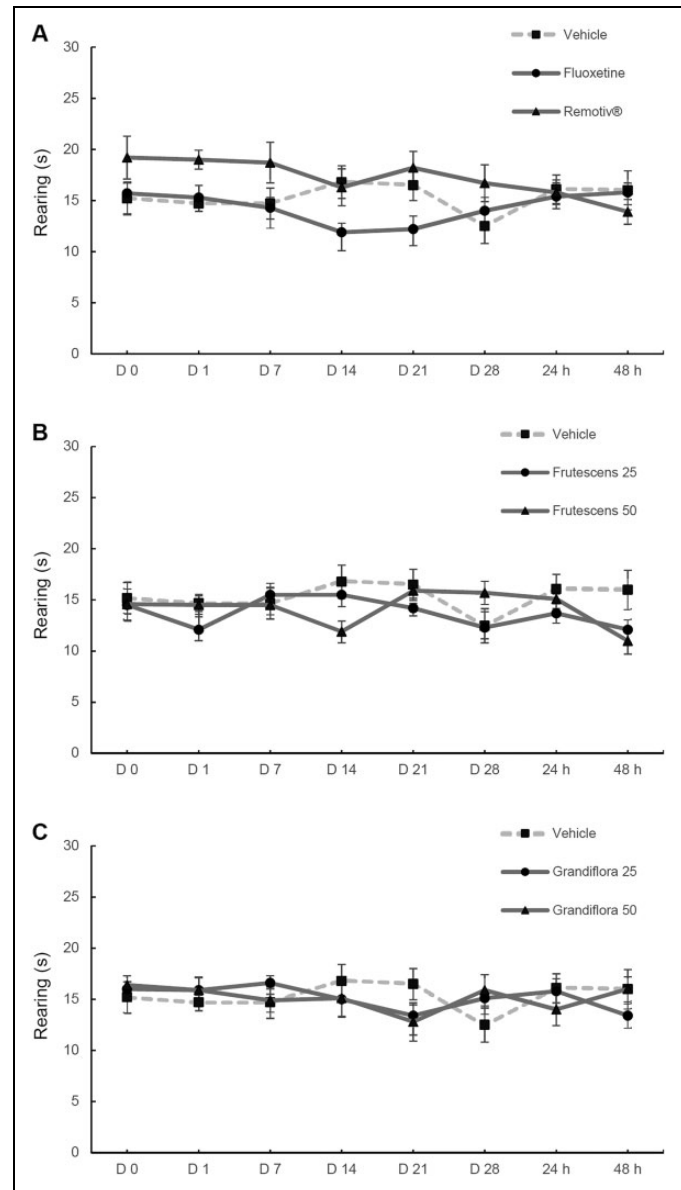 A
30
25
20
15
10
5
0
Rearing (s)
Vehicle
Fluoxetine
Remotiv®
D 0 D 1 D 7 D 14 D 21 D 28 24 h 48 h
B
30
25
20
15
10
5
0
Rearing (s)
Vehicle
Frutescens 25
Frutescens 50
D 0 D 1 D 7 D 14 D 21 D 28 24 h 48 h
C
30
25
20
15
10
5
0
Rearing (s)
Vehicle
Grandiflora 25
Grandiflora 50
D 0 D 1 D 7 D 14 D 21 D 28 24 h 48 h